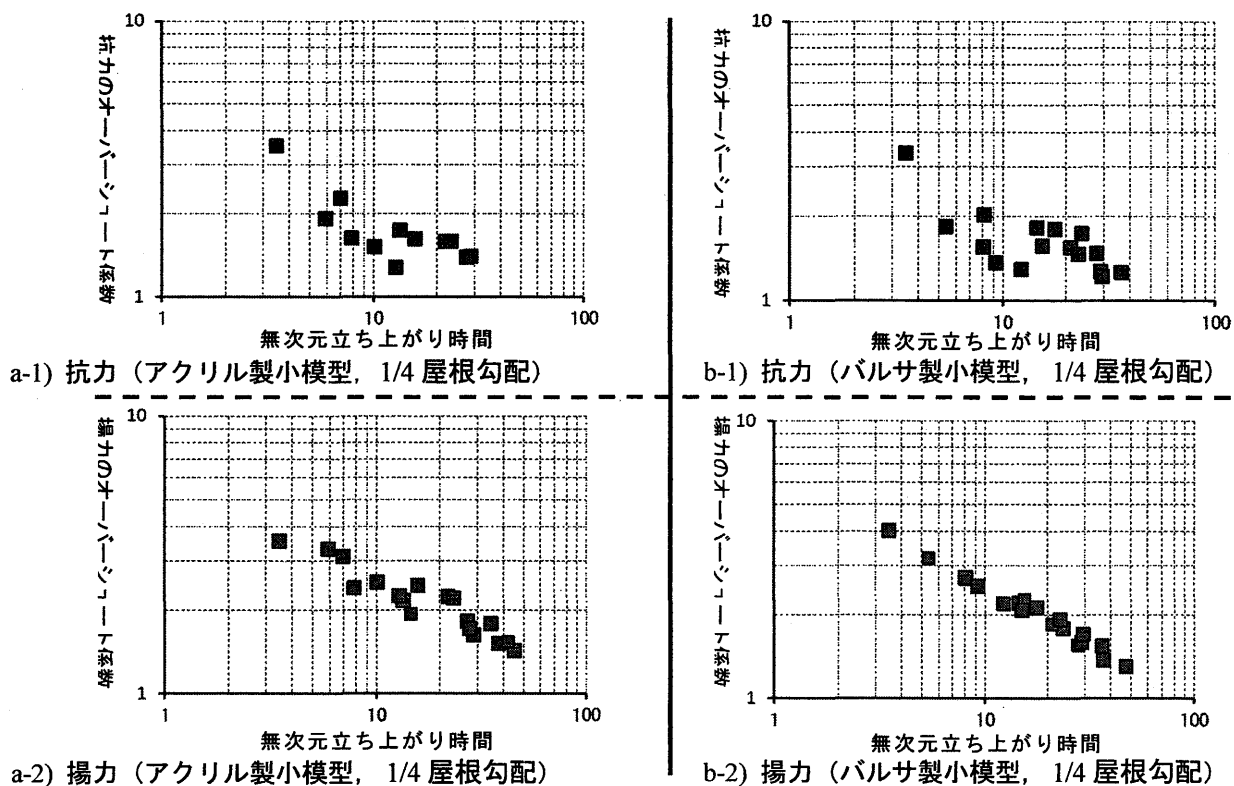 10
抗力のオーバーシュート係数
1
1
10
100
無次元立ち上がり時間
a-1) 抗力（アクリル製小模型，1/4 屋根勾配）
10
抗力のオーバーシュート係数
1
1
10
100
無次元立ち上がり時間
b-1) 抗力（バルサ製小模型，1/4 屋根勾配）
10
揚力のオーバーシュート係数
1
1
10
100
無次元立ち上がり時間
a-2) 揚力（アクリル製小模型，1/4 屋根勾配）
10
揚力のオーバーシュート係数
1
1
10
100
無次元立ち上がり時間
b-2) 揚力（バルサ製小模型，1/4 屋根勾配）